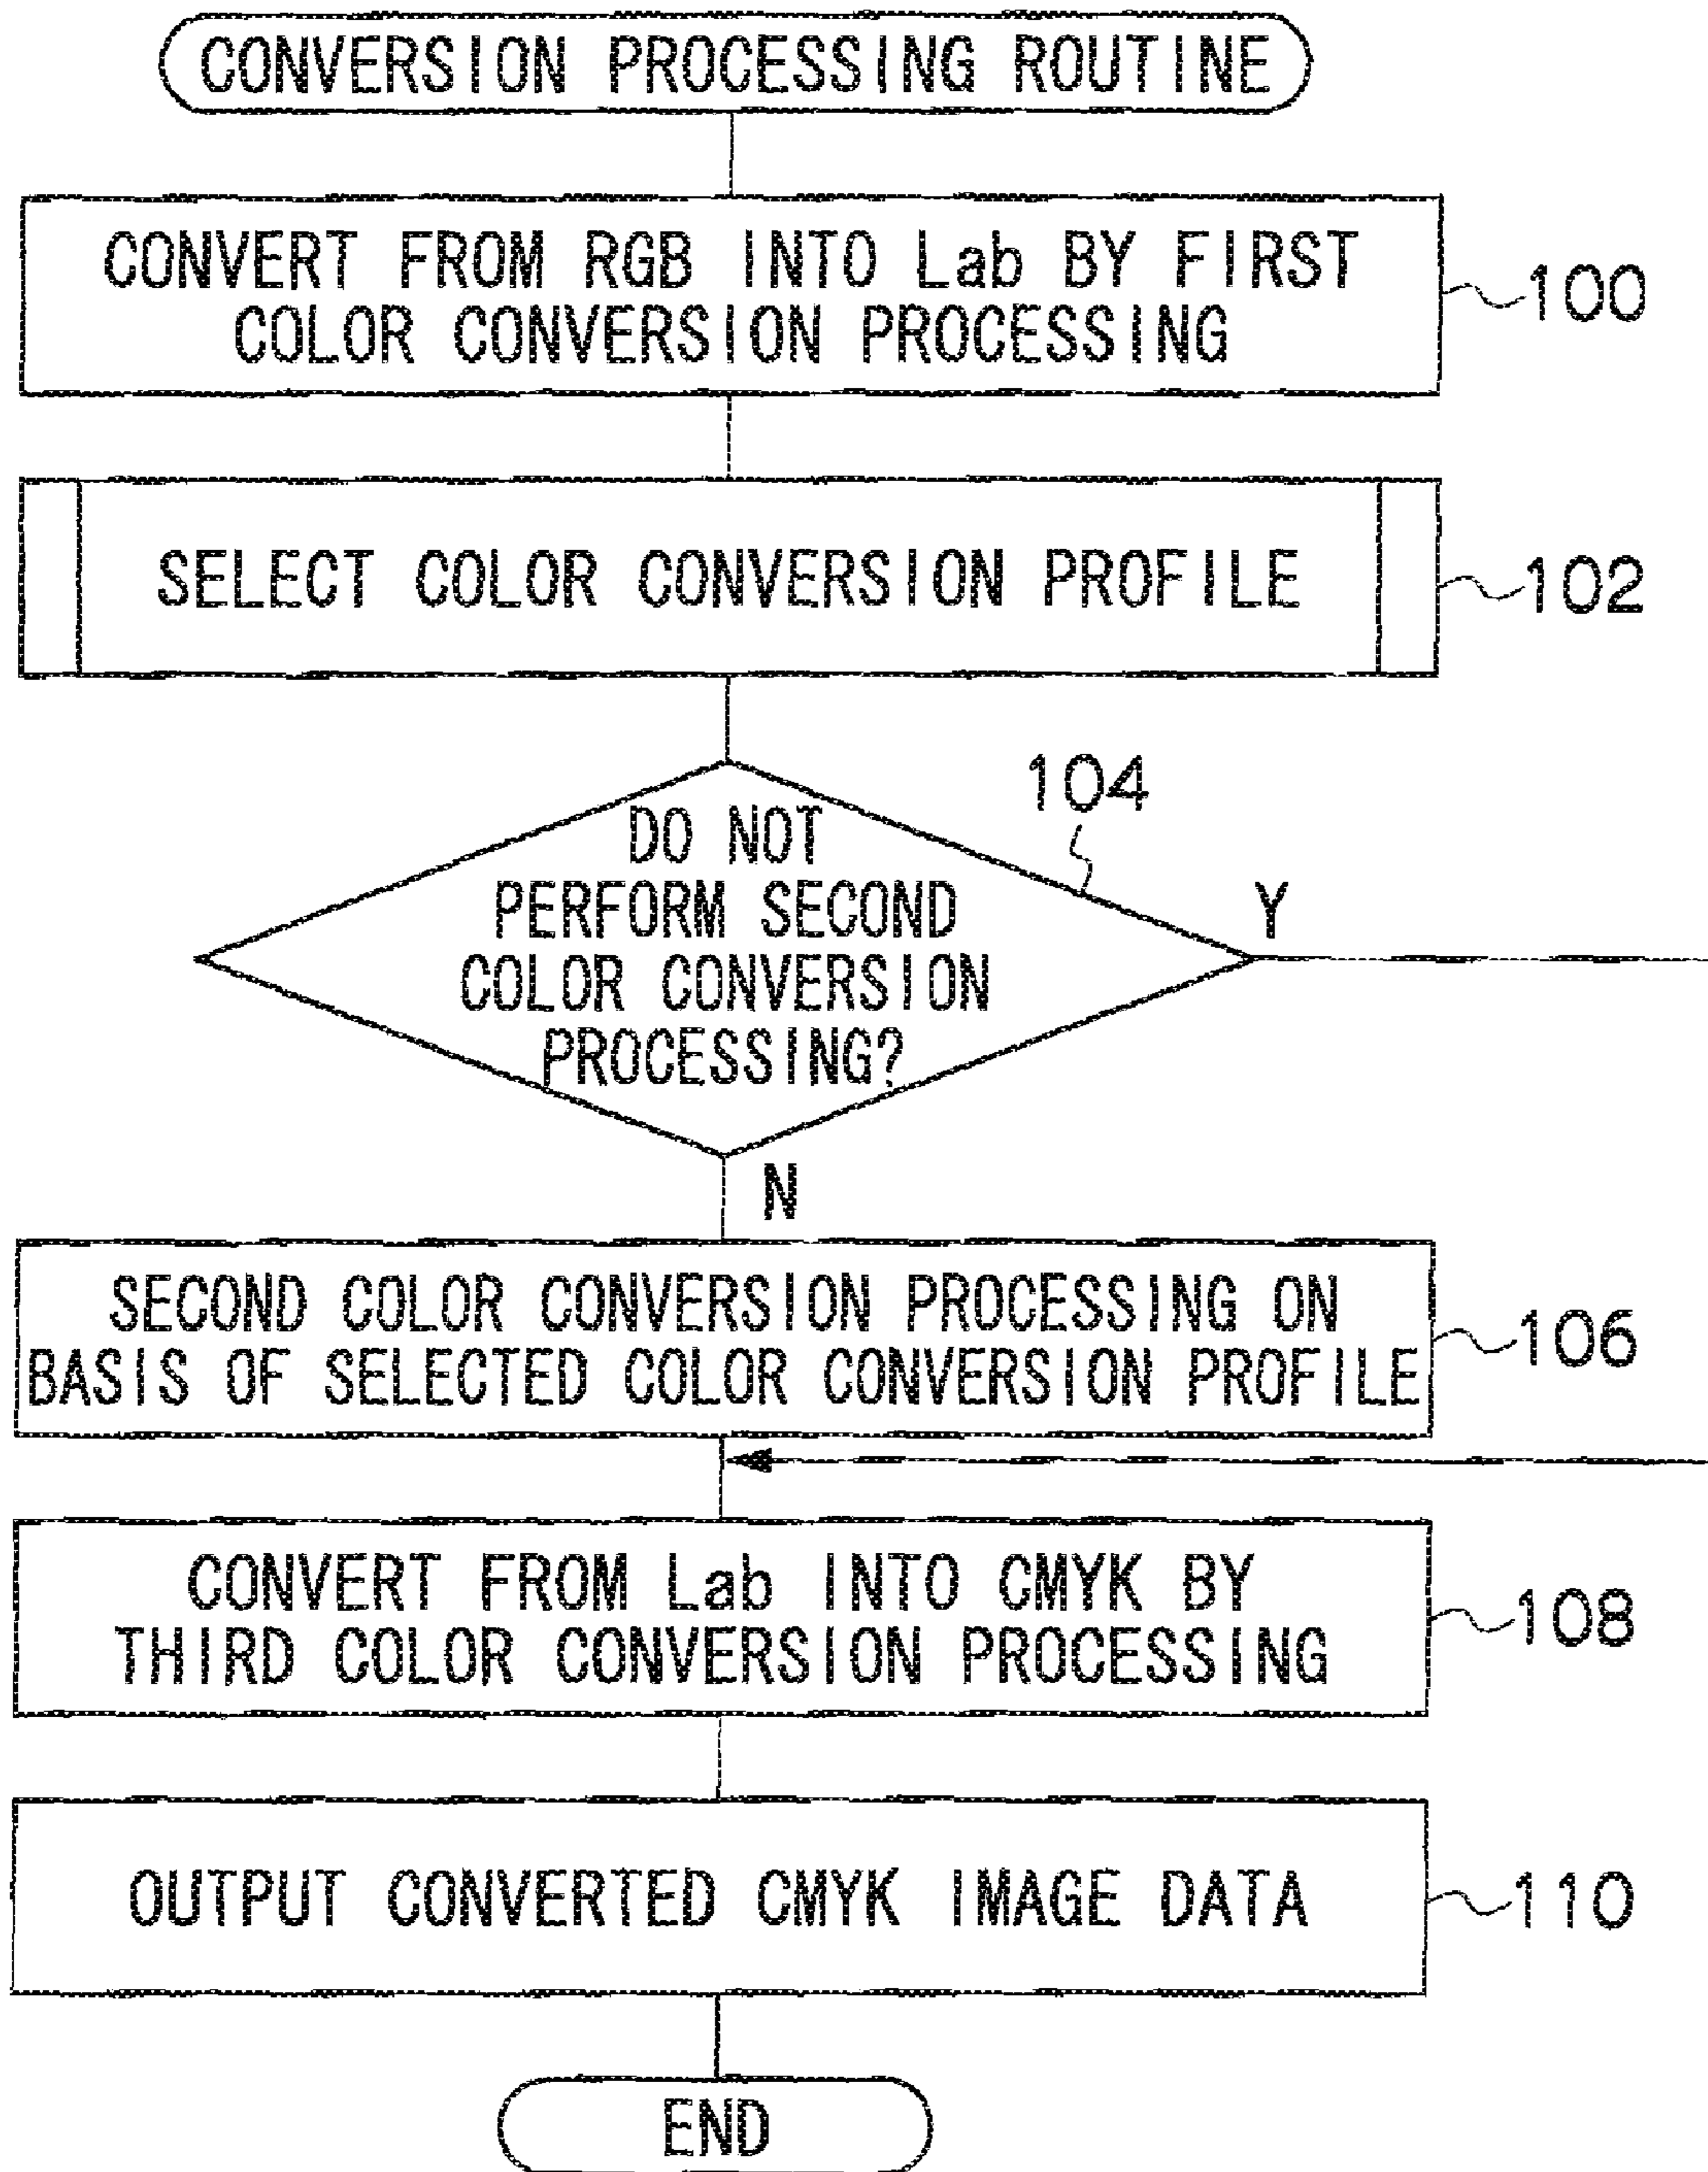 CONVERSION PROCESSING ROUTINE
CONVERT FROM RGB INTO Lab BY FIRST
COLOR CONVERSION PROCESSING
100
SELECT COLOR CONVERSION PROFILE
102
104
DO NOT
PERFORM SECOND
COLOR CONVERSION
PROCESSING?
Y
N
SECOND COLOR CONVERSION PROCESSING ON
BASIS OF SELECTED COLOR CONVERSION PROFILE
106
CONVERT FROM Lab INTO CMYK BY
THIRD COLOR CONVERSION PROCESSING
108
OUTPUT CONVERTED CMYK IMAGE DATA
110
END